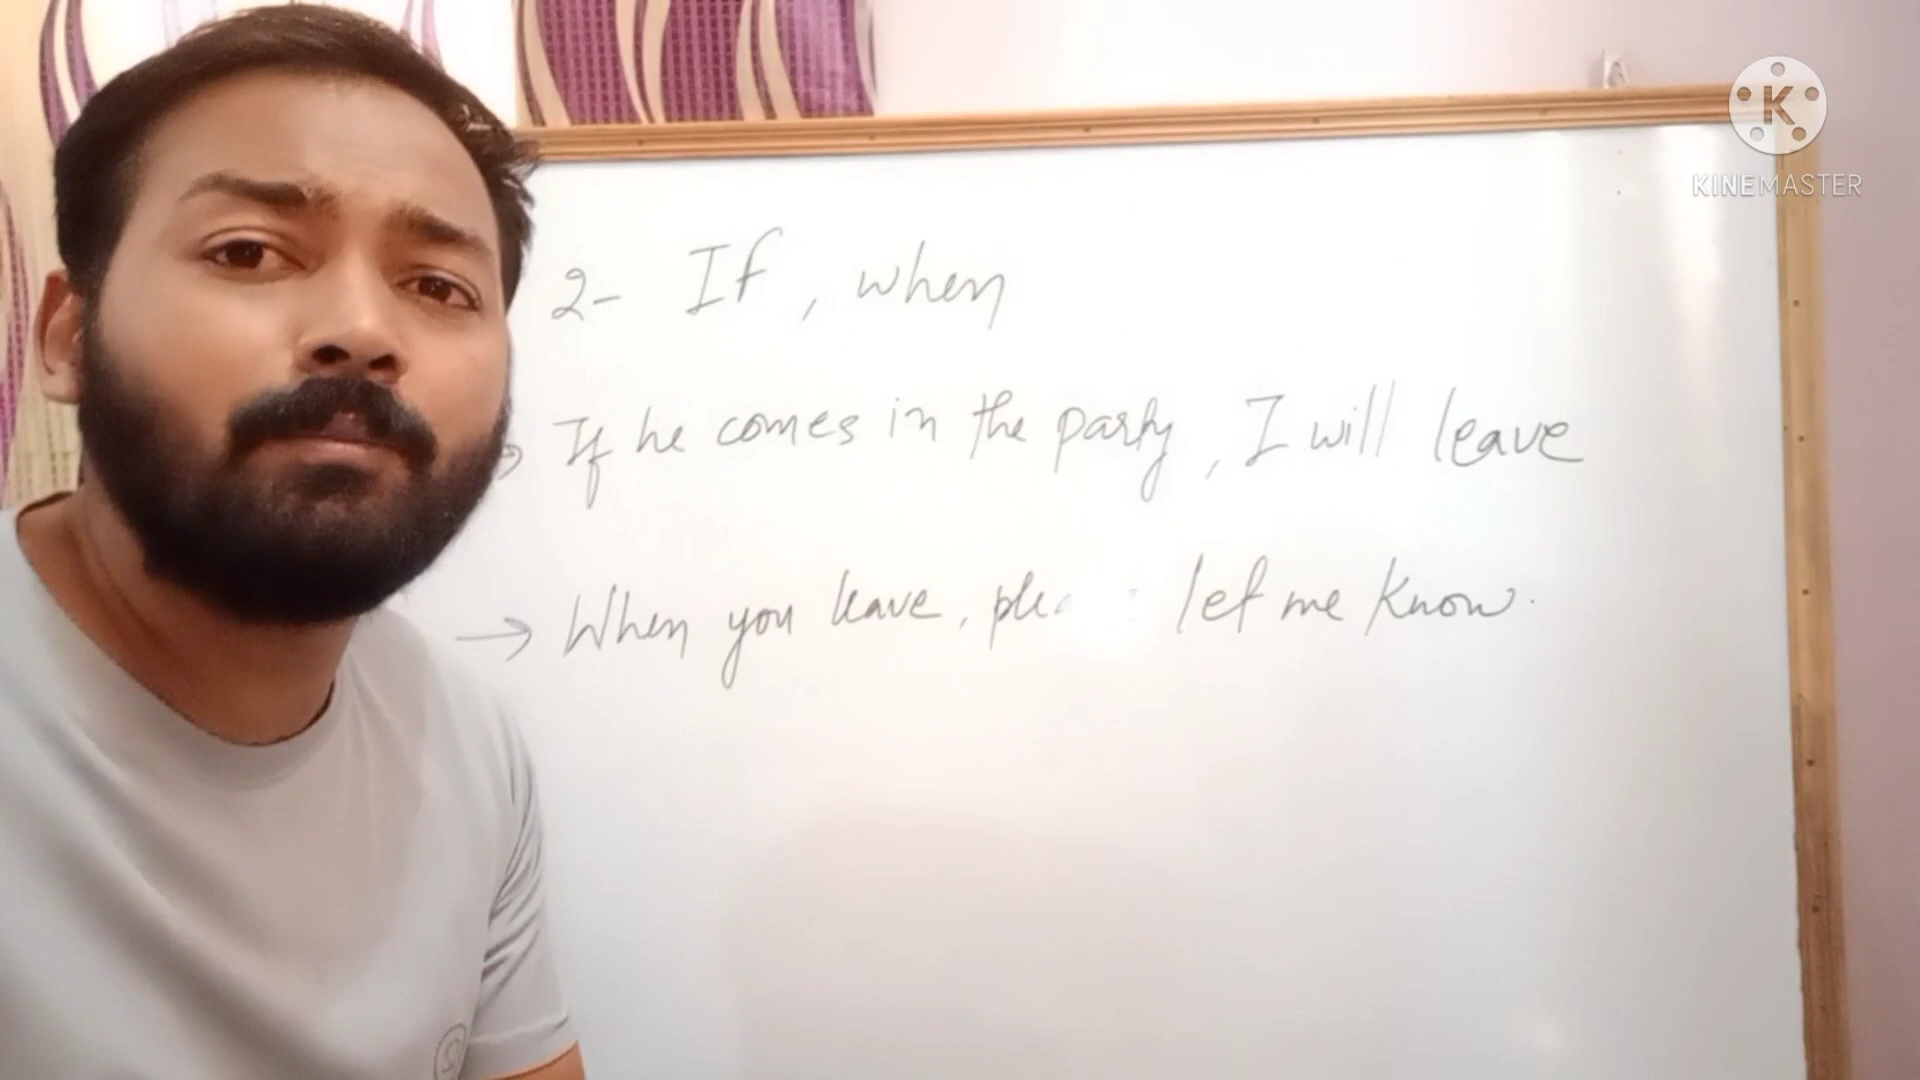 K
KINEMASTER
2- If, when
If he comes in the party, I will leave
→ When you leave, let me know.